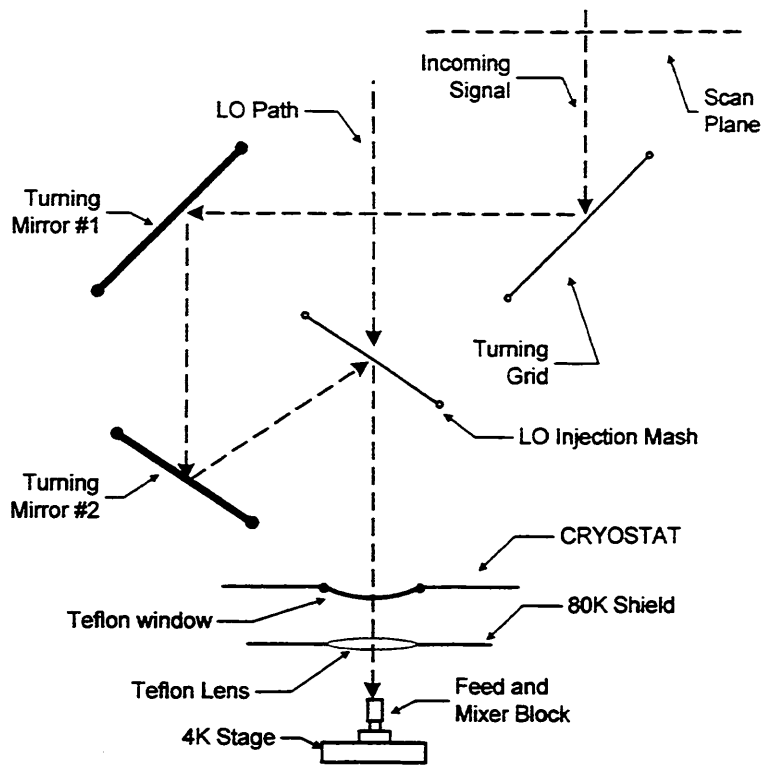 Incoming
Signal
Scan
Plane
LO Path
Turning
Mirror #1
Turning
Grid
LO Injection Mash
Turning
Mirror #2
CRYOSTAT
Teflon window
80K Shield
Teflon Lens
Feed and
Mixer Block
4K Stage